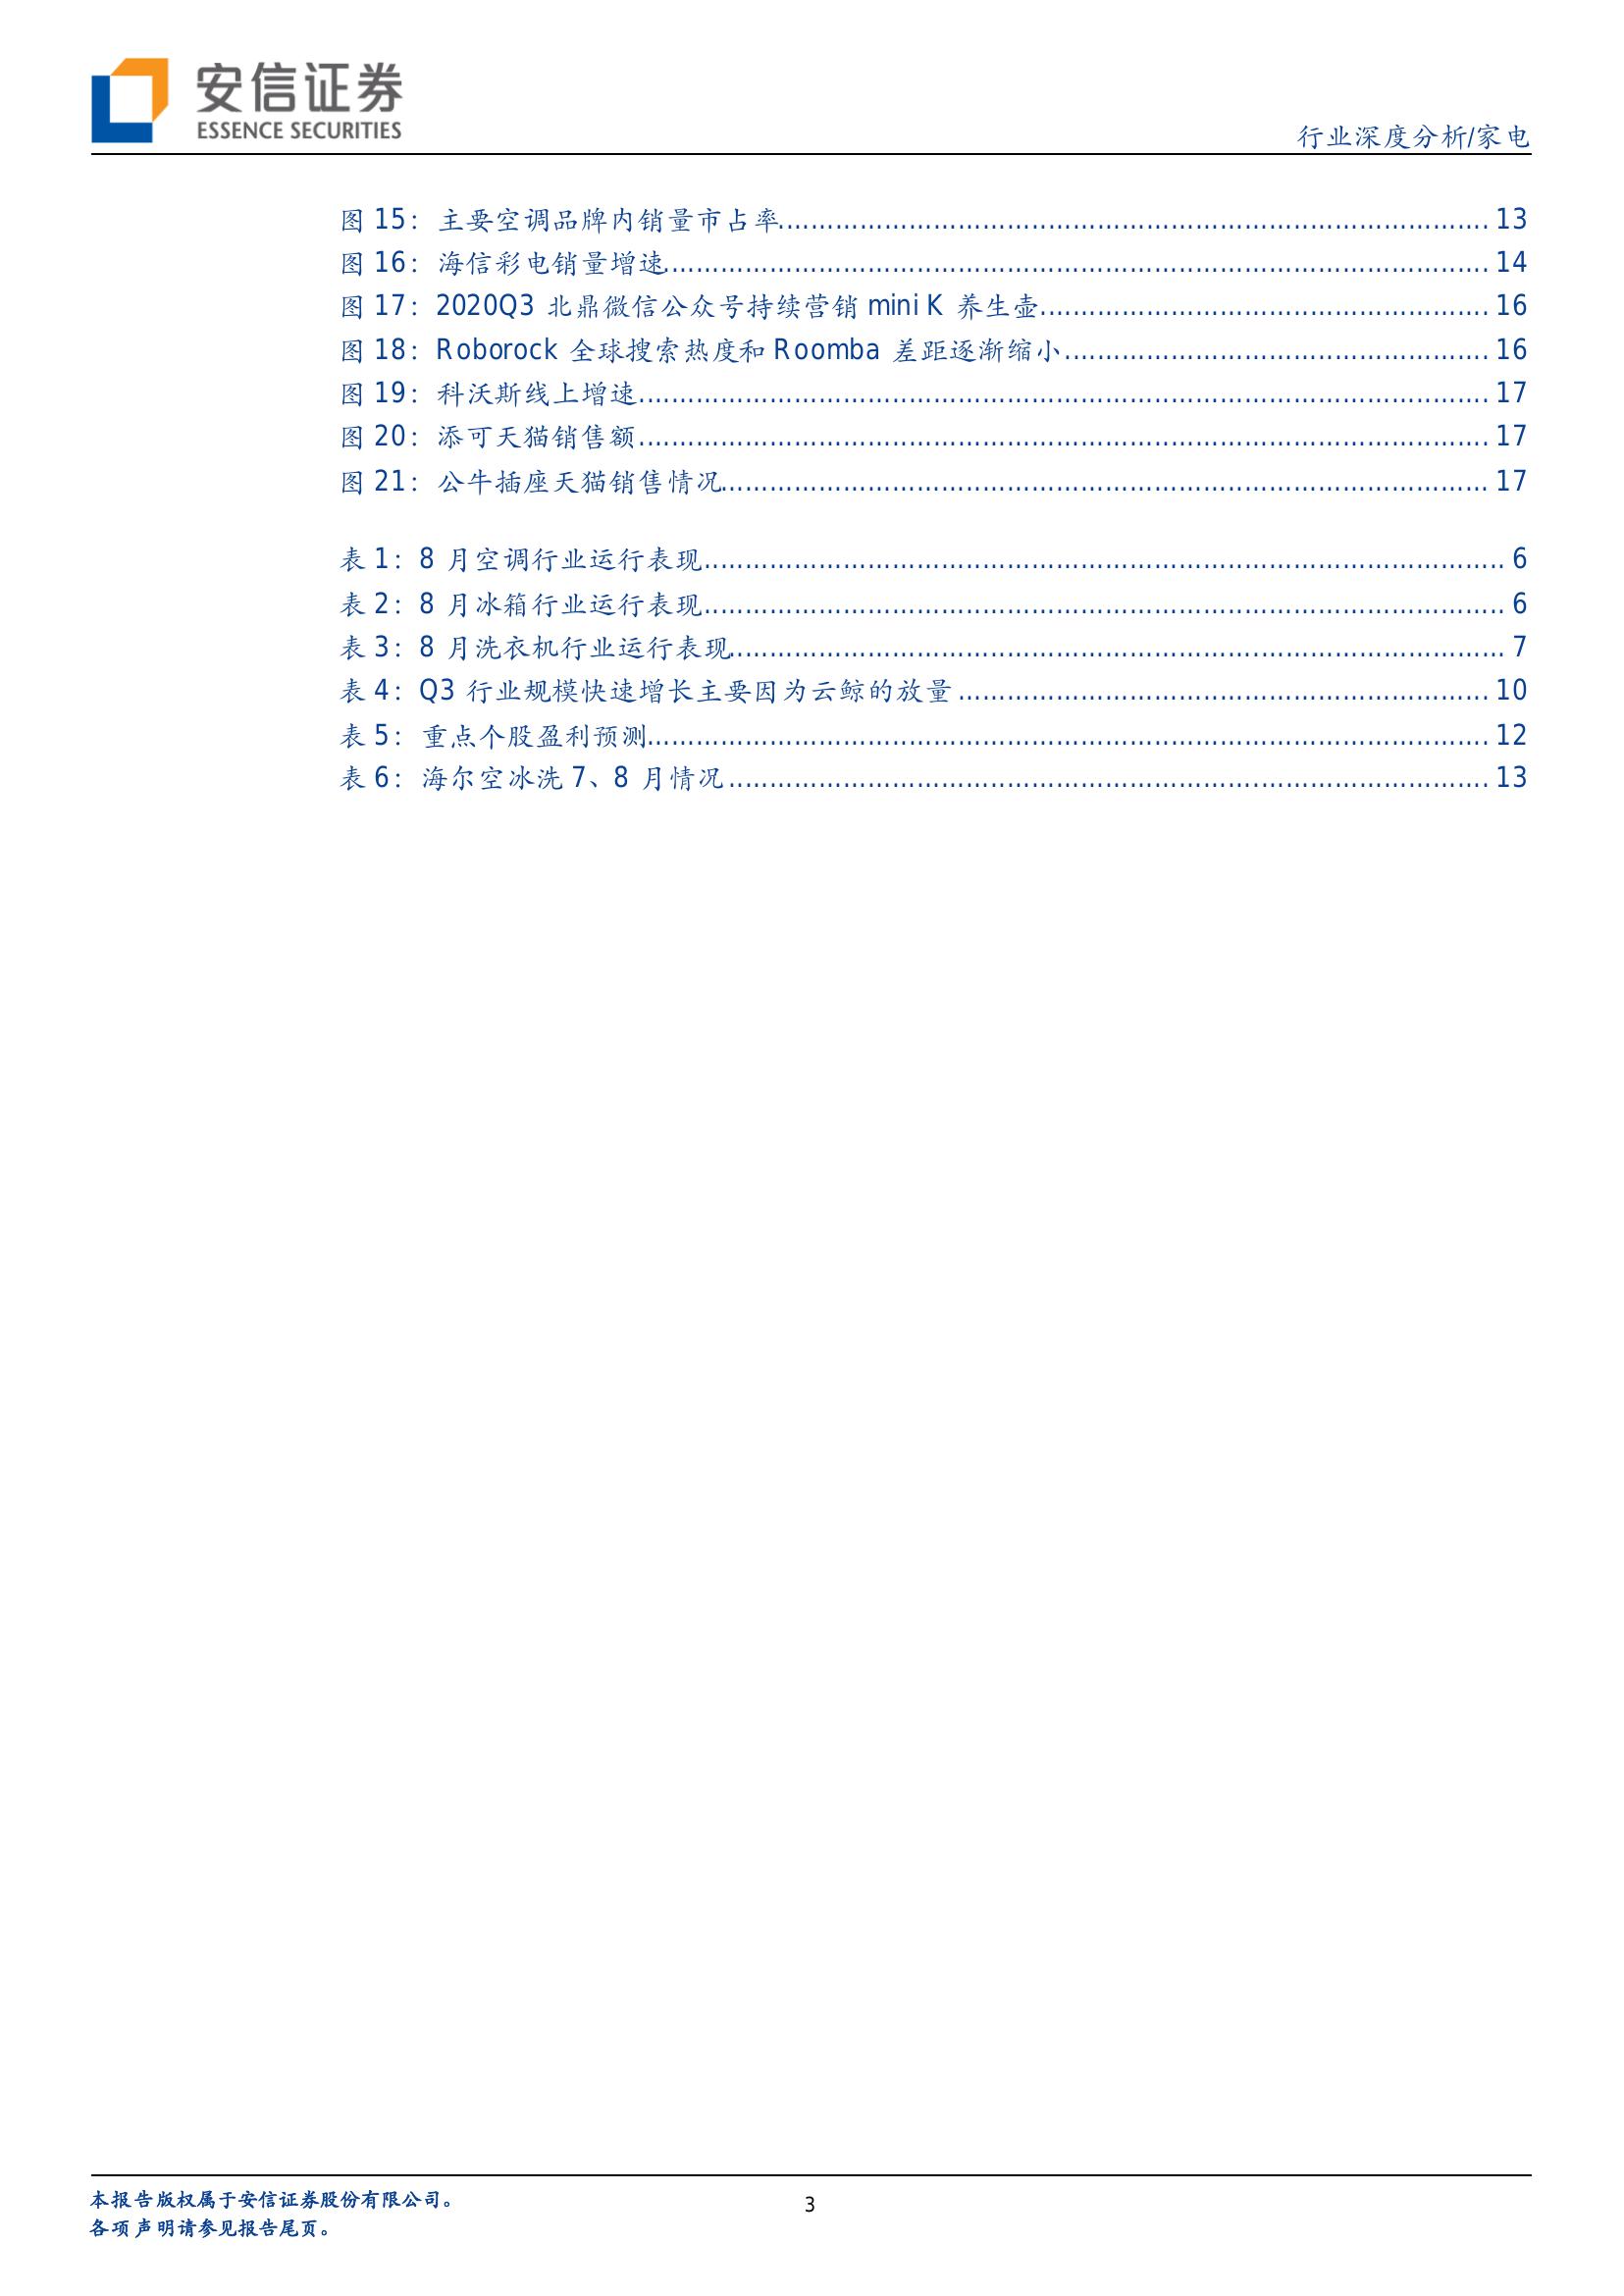 安信证券
ESSENCE SECURITIES
行业深度分析/家电
图 15：主要空调品牌内销量市占率 13
图 16：海信彩电销量增速 14
图 17：2020Q3 北鼎微信公众号持续营销 mini K 养生壶 16
图 18：Roborock 全球搜索热度和 Roomba 差距逐渐缩小 16
图 19：科沃斯线上增速 17
图 20：添可天猫销售额 17
图 21：公牛插座天猫销售情况 17
表 1：8 月空调行业运行表现 6
表 2：8 月冰箱行业运行表现 6
表 3：8 月洗衣机行业运行表现 7
表 4：Q3 行业规模快速增长主要因为云鲸的放量 10
表 5：重点个股盈利预测 12
表 6：海尔空冰洗 7、8 月情况 13
本报告版权属于安信证券股份有限公司。
3
各项声明请参见报告尾页。